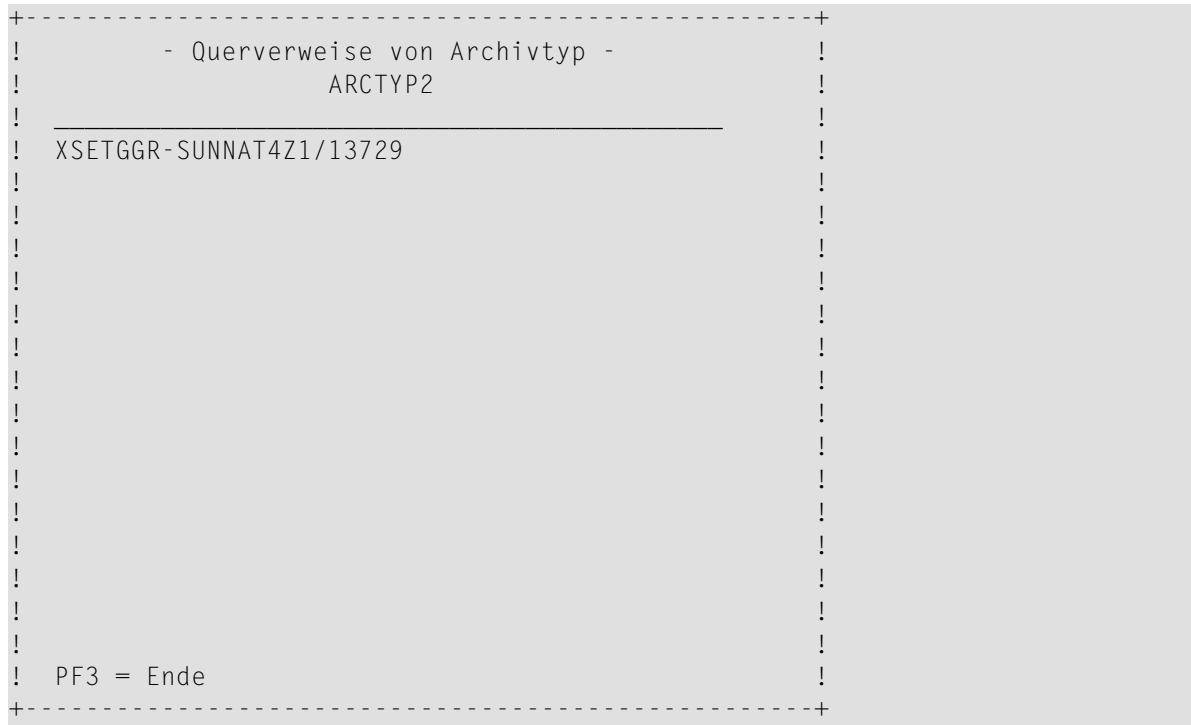 - Querverweise von Archivtyp -
ARCTYP2
XSETGGR-SUNNAT4Z1/13729
PF3 = Ende